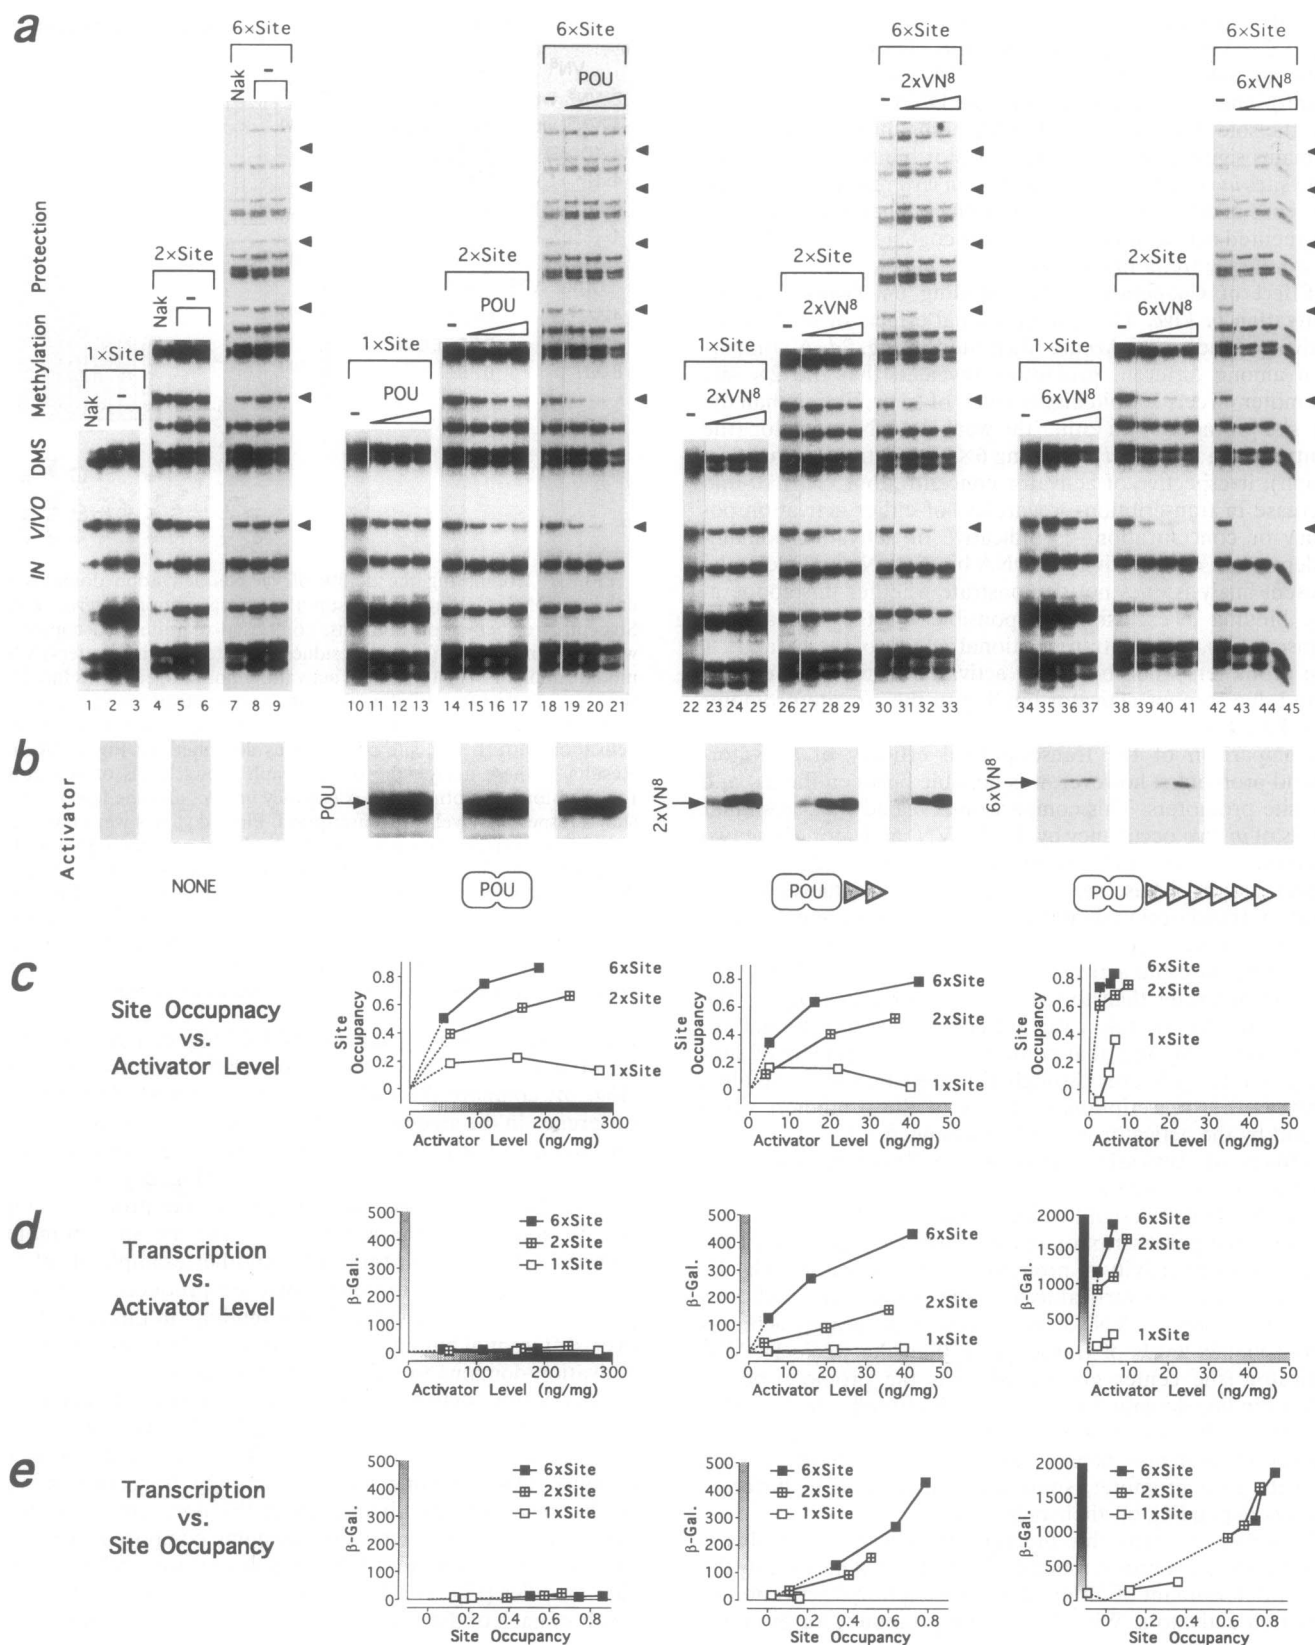 a
IN VIVO DMS Methylation Protection
1×Site
Nak
-
2×Site
Nak
-
6×Site
Nak
-
1×Site
-
POU
2×Site
-
POU
6×Site
-
POU
1×Site
-
2xVN8
2×Site
-
2xVN8
6×Site
-
2xVN8
1×Site
-
6xVN8
2×Site
-
6xVN8
6×Site
-
6xVN8
1 2 3 4 5 6 7 8 9 10 11 12 13 14 15 16 17 18 19 20 21 22 23 24 25 26 27 28 29 30 31 32 33 34 35 36 37 38 39 40 41 42 43 44 45
b
Activator
POU
2xVN8
6xVN8
NONE
POU
POU
POU
c
Site Occupnacy
vs.
Activator Level
Site
Occupancy
0.8
0.6
0.4
0.2
0
6xSite
2xSite
1xSite
0 100 200 300
Activator Level (ng/mg)
Site
Occupancy
0.8
0.6
0.4
0.2
0
6xSite
2xSite
1xSite
0 10 20 30 40 50
Activator Level (ng/mg)
Site
Occupancy
0.8
0.6
0.4
0.2
0
6xSite
2xSite
1xSite
0 10 20 30 40 50
Activator Level (ng/mg)
d
Transcription
vs.
Activator Level
β-Gal.
500
400
300
200
100
0
6xSite
2xSite
1xSite
100 200 300
Activator Level (ng/mg)
β-Gal.
500
400
300
200
100
0
6xSite
2xSite
1xSite
0 10 20 30 40 50
Activator Level (ng/mg)
β-Gal.
2000
1500
1000
500
0
6xSite
2xSite
1xSite
0 10 20 30 40 50
Activator Level (ng/mg)
e
Transcription
vs.
Site Occupancy
β-Gal.
500
400
300
200
100
0
6xSite
2xSite
1xSite
0 0.2 0.4 0.6 0.8
Site Occupancy
β-Gal.
500
400
300
200
100
0
6xSite
2xSite
1xSite
0 0.2 0.4 0.6 0.8
Site Occupancy
β-Gal.
2000
1500
1000
500
0
6xSite
2xSite
1xSite
0 0.2 0.4 0.6 0.8
Site Occupancy